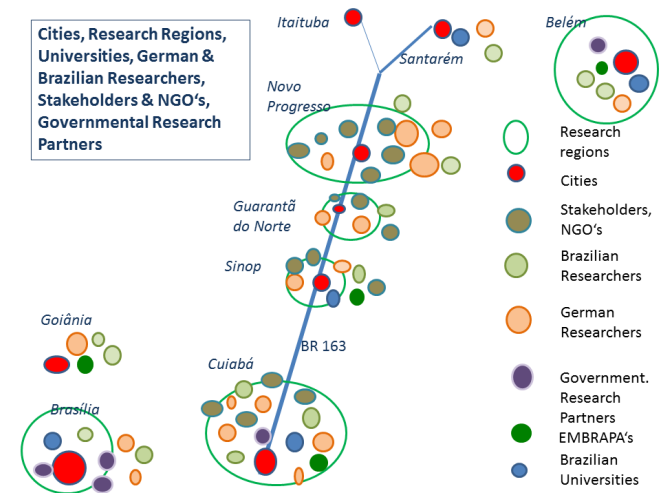 Cities, Research Regions,
Universities, German &
Brazilian Researchers,
Stakeholders & NGO‘s,
Governmental Research
Partners
Itaituba
Santarém
Belém
Novo
Progresso
Guarantã
do Norte
Sinop
BR 163
Goiânia
Cuiabá
Brasília
Research
regions
Cities
Stakeholders,
NGO‘s
Brazilian
Researchers
German
Researchers
Government.
Research
Partners
EMBRAPA‘s
Brazilian
Universities